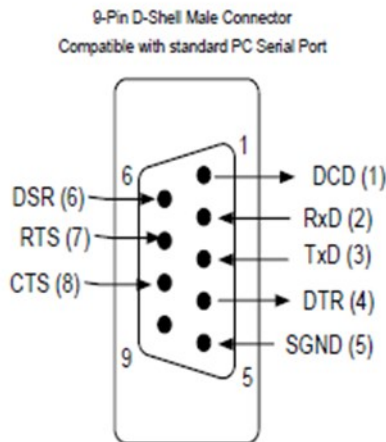 9-Pin D-Shell Male Connector
Compatible with standard PC Serial Port
1
6
DCD (1)
DSR (6)
RxD (2)
RTS (7)
TxD (3)
CTS (8)
DTR (4)
SGND (5)
9
5